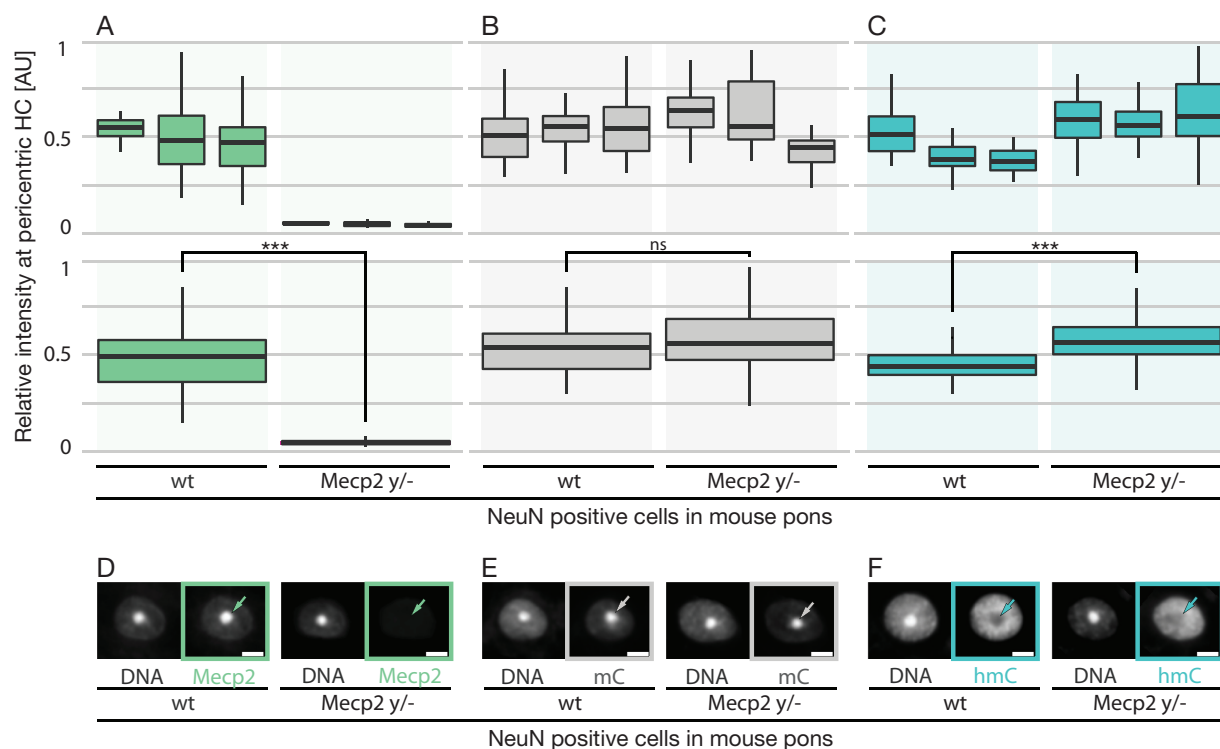 A
B
C
Relative intensity at pericentric HC [AU]
1
0.5
0
***
ns
***
1
0.5
0
wt
Mecp2 y/-
wt
Mecp2 y/-
wt
Mecp2 y/-
NeuN positive cells in mouse pons
D
E
F
DNA Mecp2 DNA Mecp2 DNA mC DNA mC DNA hmC DNA hmC
wt
Mecp2 y/-
wt
Mecp2 y/-
wt
Mecp2 y/-
NeuN positive cells in mouse pons